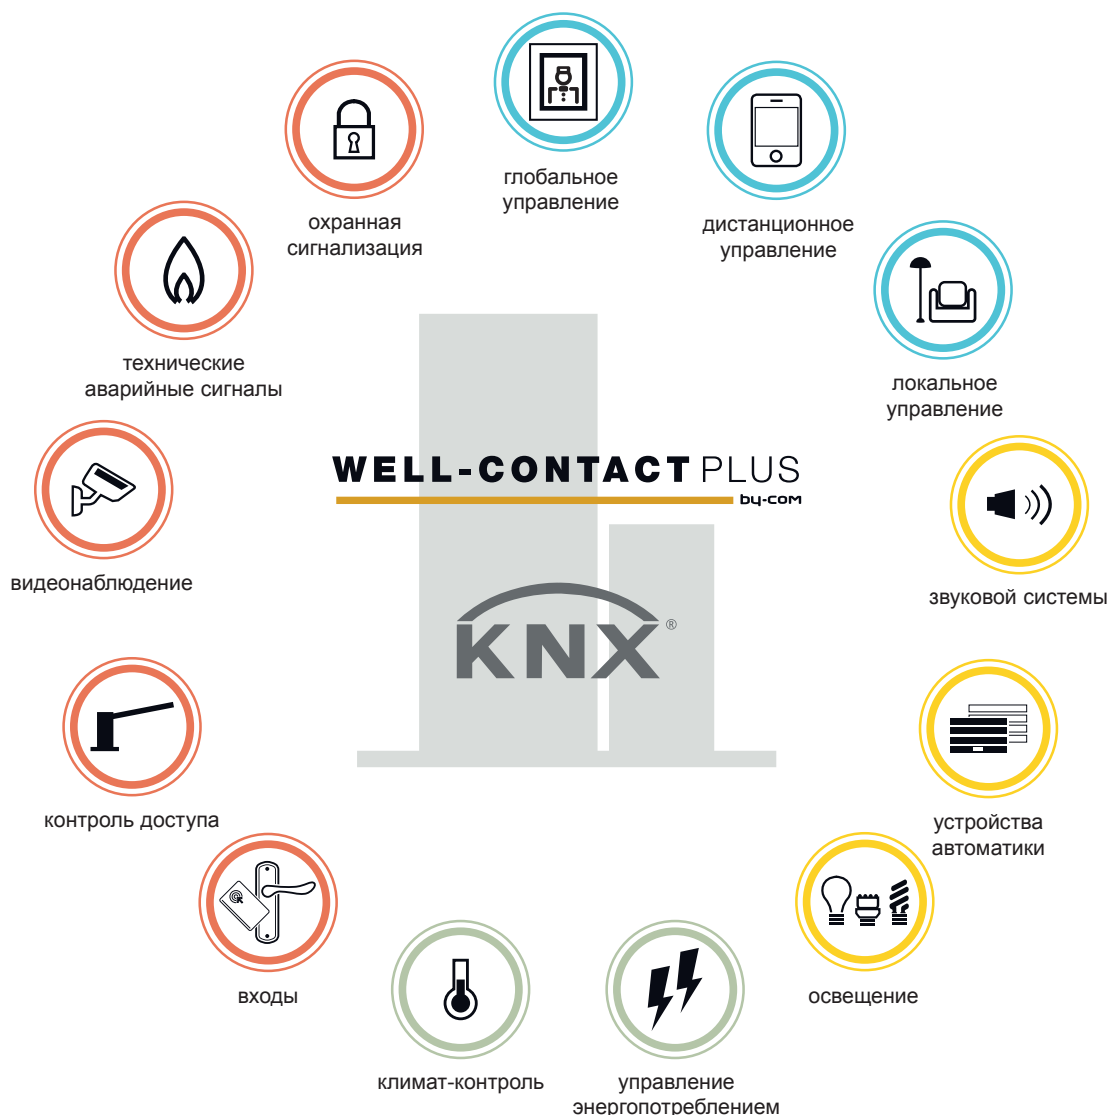 глобальное
управление
охранная
сигнализация
дистанционное
управление
технические
аварийные сигналы
локальное
управление
WELL-CONTACT PLUS
by-com
видеонаблюдение
звуковой системы
KNX®
контроль доступа
устройства
автоматики
входы
освещение
климат-контроль
управление
энергопотреблением